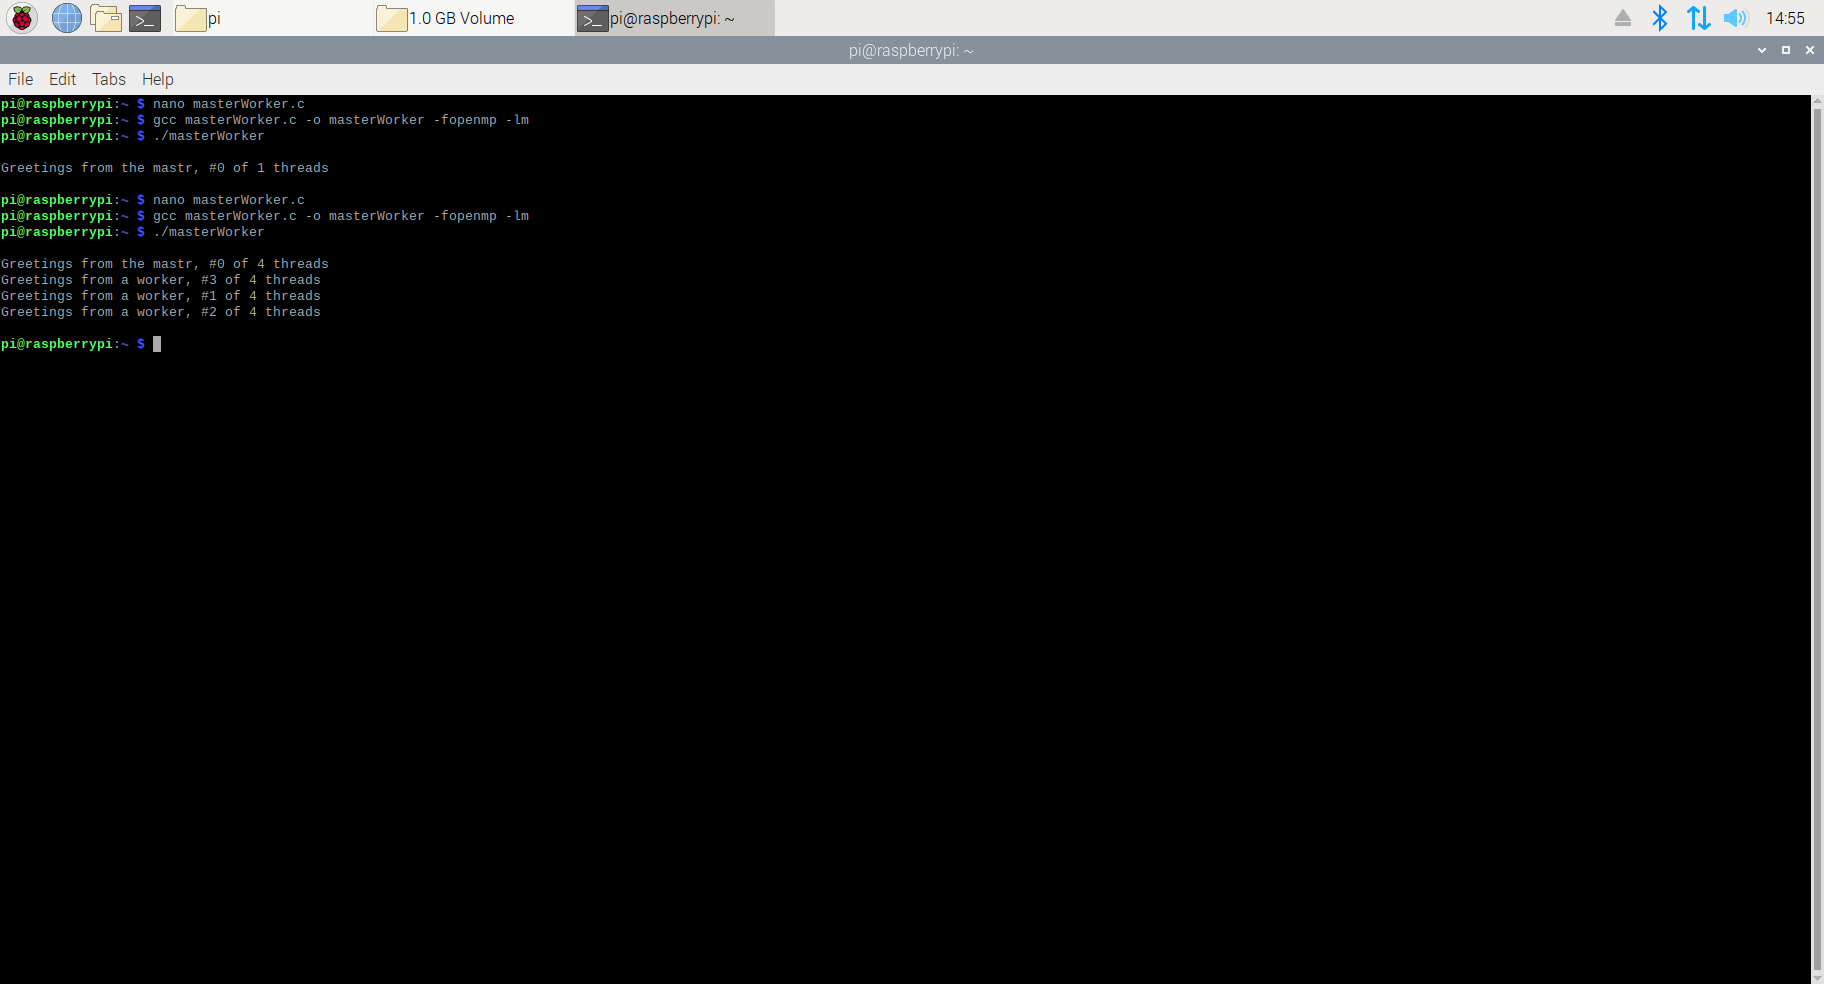 pi
1.0 GB Volume
pi@raspberrypi: ~
14:55
pi@raspberrypi: ~
File Edit Tabs Help
pi@raspberrypi:~ $ nano masterWorker.c
pi@raspberrypi:~ $ gcc masterWorker.c -o masterWorker -fopenmp -lm
pi@raspberrypi:~ $ ./masterWorker
Greetings from the mastr, #0 of 1 threads
pi@raspberrypi:~ $ nano masterWorker.c
pi@raspberrypi:~ $ gcc masterWorker.c -o masterWorker -fopenmp -lm
pi@raspberrypi:~ $ ./masterWorker
Greetings from the mastr, #0 of 4 threads
Greetings from a worker, #3 of 4 threads
Greetings from a worker, #1 of 4 threads
Greetings from a worker, #2 of 4 threads
pi@raspberrypi:~ $